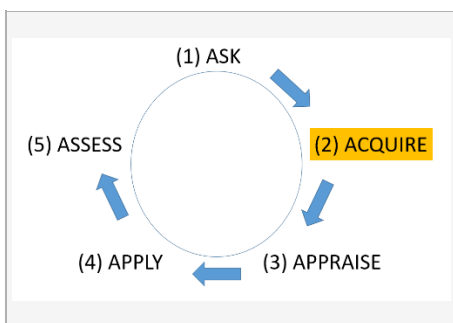 (1) ASK
(2) ACQUIRE
(3) APPRAISE
(4) APPLY
(5) ASSESS